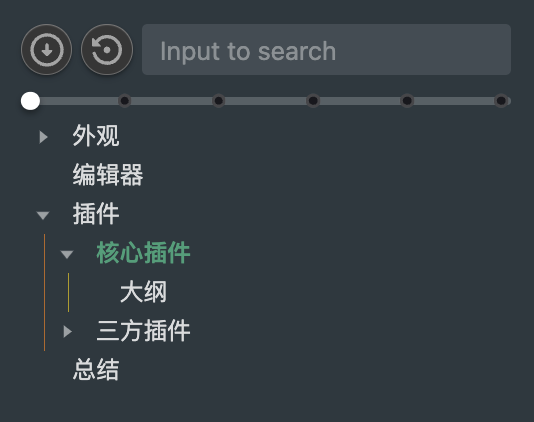 Input to search
外观
编辑器
插件
核心插件
大纲
三方插件
总结